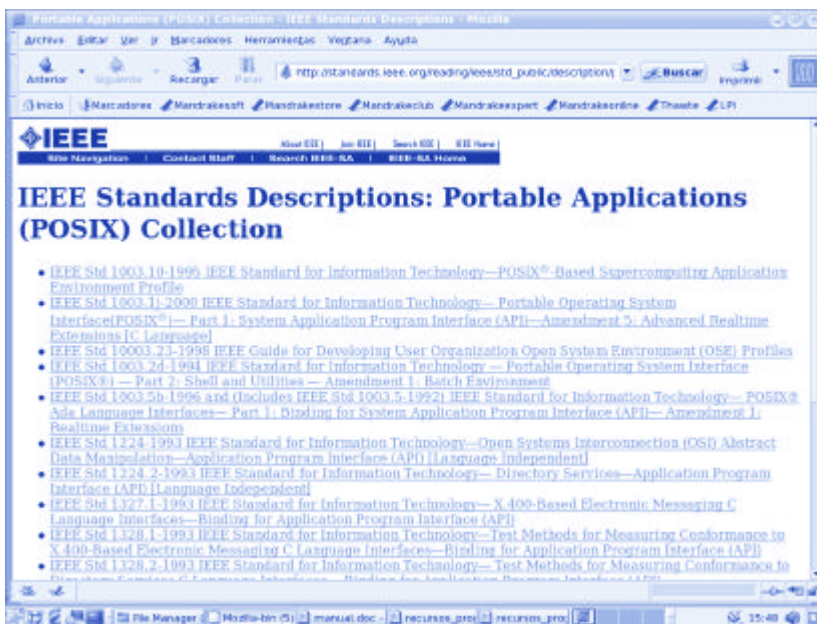 Portable Applications (POSIX) Collection - IEEE Standards Descriptions - Mozilla
Archivo Editar Ver Ir Marcadores Herramientas Ventana Ayuda
Anterior Siguiente Recargar Parar http://standards.ieee.org/reading/ieee/std_public/description/ Buscar Imprimir
Inicio Marcadores Mandrakesoft Mandrakestore Mandrakeclub Mandrakeexpert Mandrakeonline Thawte LPI
IEEE
About IEEE | Join IEEE | Search IEEE | IEEE Home |
Site Navigation | Contact Staff | Search IEEE-SA | IEEE-SA Home
IEEE Standards Descriptions: Portable Applications
(POSIX) Collection
IEEE Std 1003.10-1995 IEEE Standard for Information Technology—POSIX®-Based Supercomputing Application
Environment Profile
IEEE Std 1003.1j-2000 IEEE Standard for Information Technology— Portable Operating System
Interface(POSIX®)— Part 1: System Application Program Interface (API)—Amendment 5: Advanced Realtime
Extensions [C Language]
IEEE Std 10003.23-1998 IEEE Guide for Developing User Organization Open System Environment (OSE) Profiles
IEEE Std 1003.2d-1994 IEEE Standard for Information Technology — Portable Operating System Interface
(POSIX®) — Part 2: Shell and Utilities — Amendment 1: Batch Environment
IEEE Std 1003.5b-1996 and (Includes IEEE Std 1003.5-1992) IEEE Standard for Information Technology— POSIX®
Ada Language Interfaces— Part 1: Binding for System Application Program Interface (API)— Amendment 1:
Realtime Extensions
IEEE Std 1224-1993 IEEE Standard for Information Technology—Open Systems Interconnection (OSI) Abstract
Data Manipulation—Application Program Interface (API) [Language Independent]
IEEE Std 1224.2-1993 IEEE Standard for Information Technology— Directory Services—Application Program
Interface (API) [Language Independent]
IEEE Std 1327.1-1993 IEEE Standard for Information Technology— X.400-Based Electronic Messaging C
Language Interfaces—Binding for Application Program Interface (API)
IEEE Std 1328.1-1993 IEEE Standard for Information Technology—Test Methods for Measuring Conformance to
X.400-Based Electronic Messaging C Language Interfaces—Binding for Application Program Interface (API)
IEEE Std 1328.2-1993 IEEE Standard for Information Technology— Test Methods for Measuring Conformance to
Directory Services C Language Interfaces — Binding for Application Program Interface (API)
File Manager Mozilla-bin (5) manual.doc - recursos_pro recursos_pro 15:40